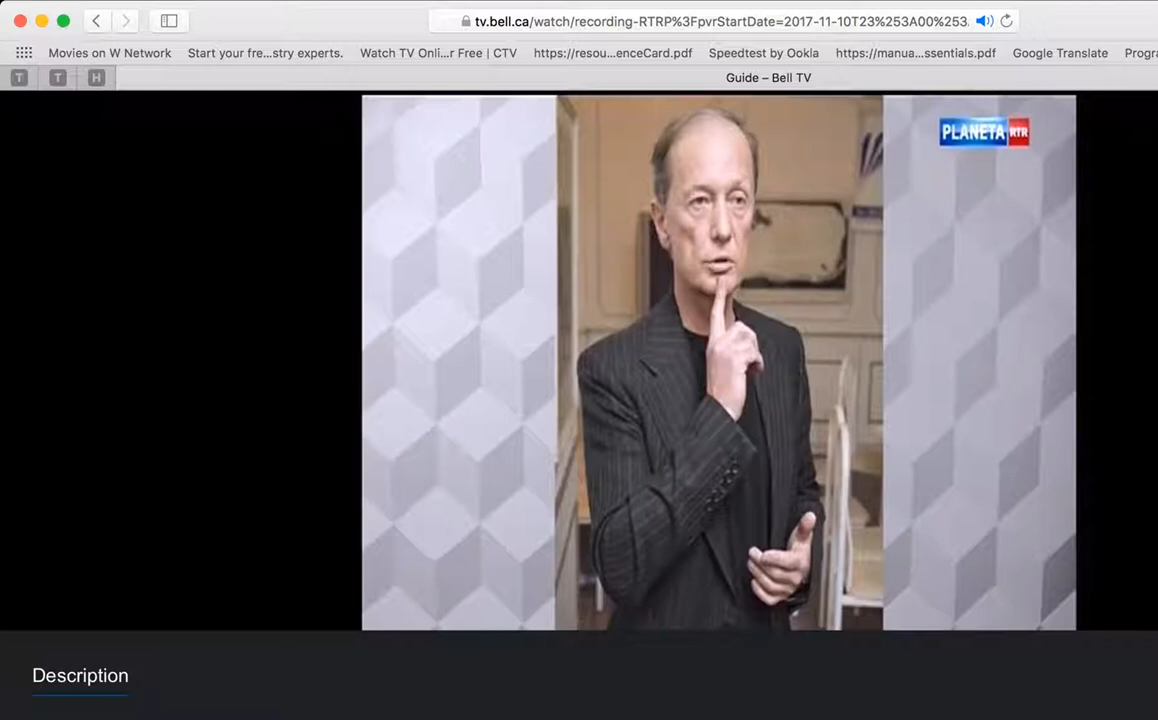 tv.bell.ca/watch/recording-RTRP%3FpvrStartDate=2017-11-10T23%253A00%253.
Movies on W Network Start your fre...stry experts. Watch TV Onli...r Free | CTV https://resou...enceCard.pdf Speedtest by Ookla https://manua...ssentials.pdf Google Translate Progra
T T H Guide – Bell TV
PLANETA RTR
Description